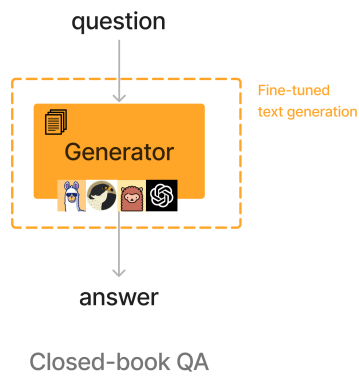 question
Fine-tuned
text generation
Generator
answer
Closed-book QA